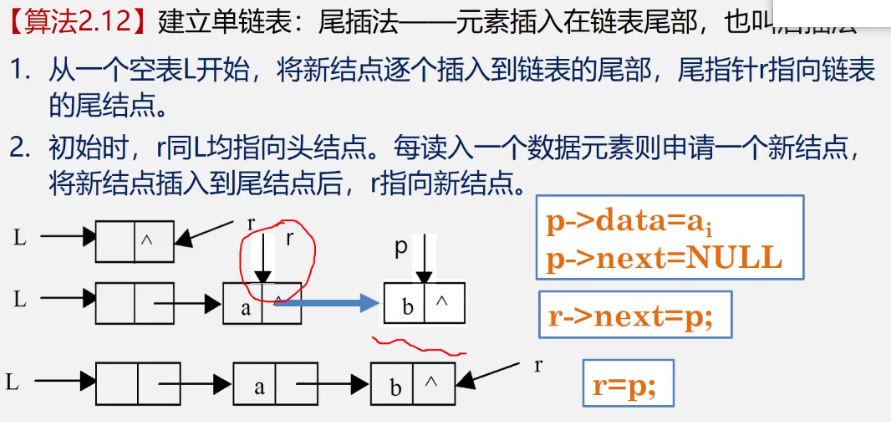 【算法2.12】建立单链表：尾插法——元素插入在链表尾部，也叫后插法
1. 从一个空表L开始，将新结点逐个插入到链表的尾部，尾指针r指向链表
的尾结点。
2. 初始时，r同L均指向头结点。每读入一个数据元素则申请一个新结点，
将新结点插入到尾结点后，r指向新结点。
L ^ r r p
p->data=aᵢ
p->next=NULL
L a ^ b ^
r->next=p;
L a b ^ r
r=p;